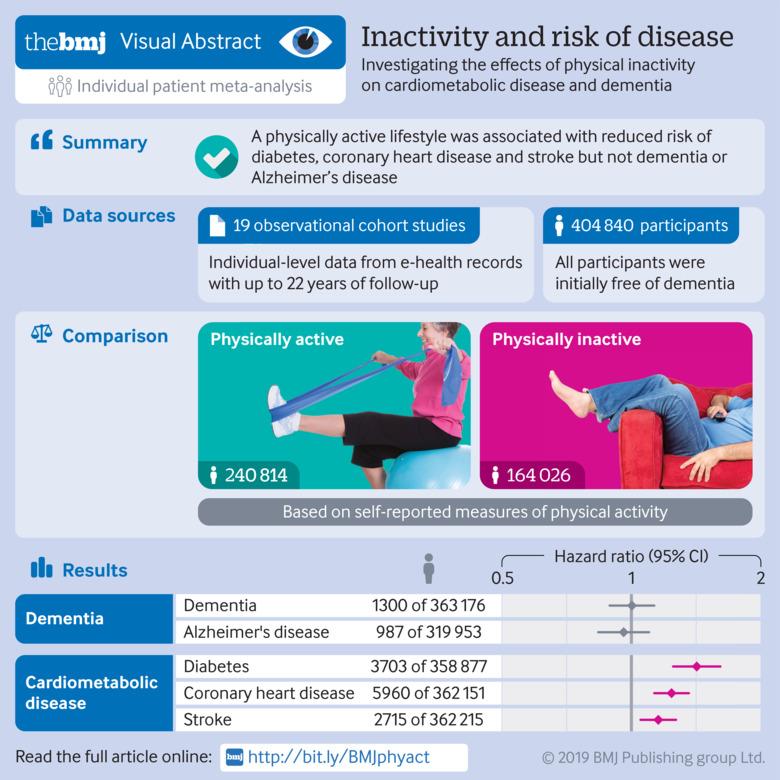 thebmj Visual Abstract
Individual patient meta-analysis
Inactivity and risk of disease
Investigating the effects of physical inactivity
on cardiometabolic disease and dementia
Summary
A physically active lifestyle was associated with reduced risk of
diabetes, coronary heart disease and stroke but not dementia or
Alzheimer's disease
Data sources
19 observational cohort studies
Individual-level data from e-health records
with up to 22 years of follow-up
404 840 participants
All participants were
initially free of dementia
Comparison
Physically active
240 814
Physically inactive
164 026
Based on self-reported measures of physical activity
Results
Hazard ratio (95% CI)
0.5 1 2
Dementia
Dementia 1300 of 363 176
Alzheimer's disease 987 of 319 953
Cardiometabolic
disease
Diabetes 3703 of 358 877
Coronary heart disease 5960 of 362 151
Stroke 2715 of 362 215
Read the full article online: bmj http://bit.ly/BMJphyact
© 2019 BMJ Publishing group Ltd.